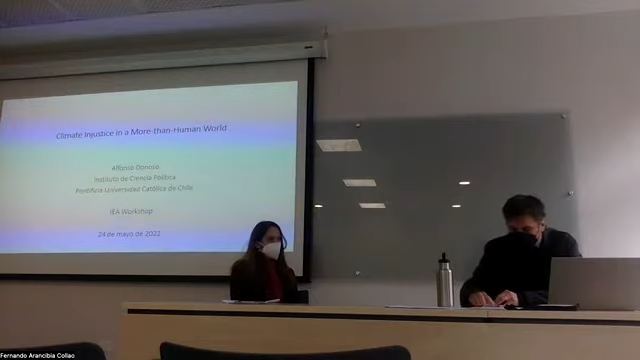 Climate Injustice in a More-than-Human World
Alfonso Donoso
Instituto de Ciencia Política
Pontificia Universidad Católica de Chile
IEA Workshop
24 de mayo de 2022
Fernando Arancibia Collao